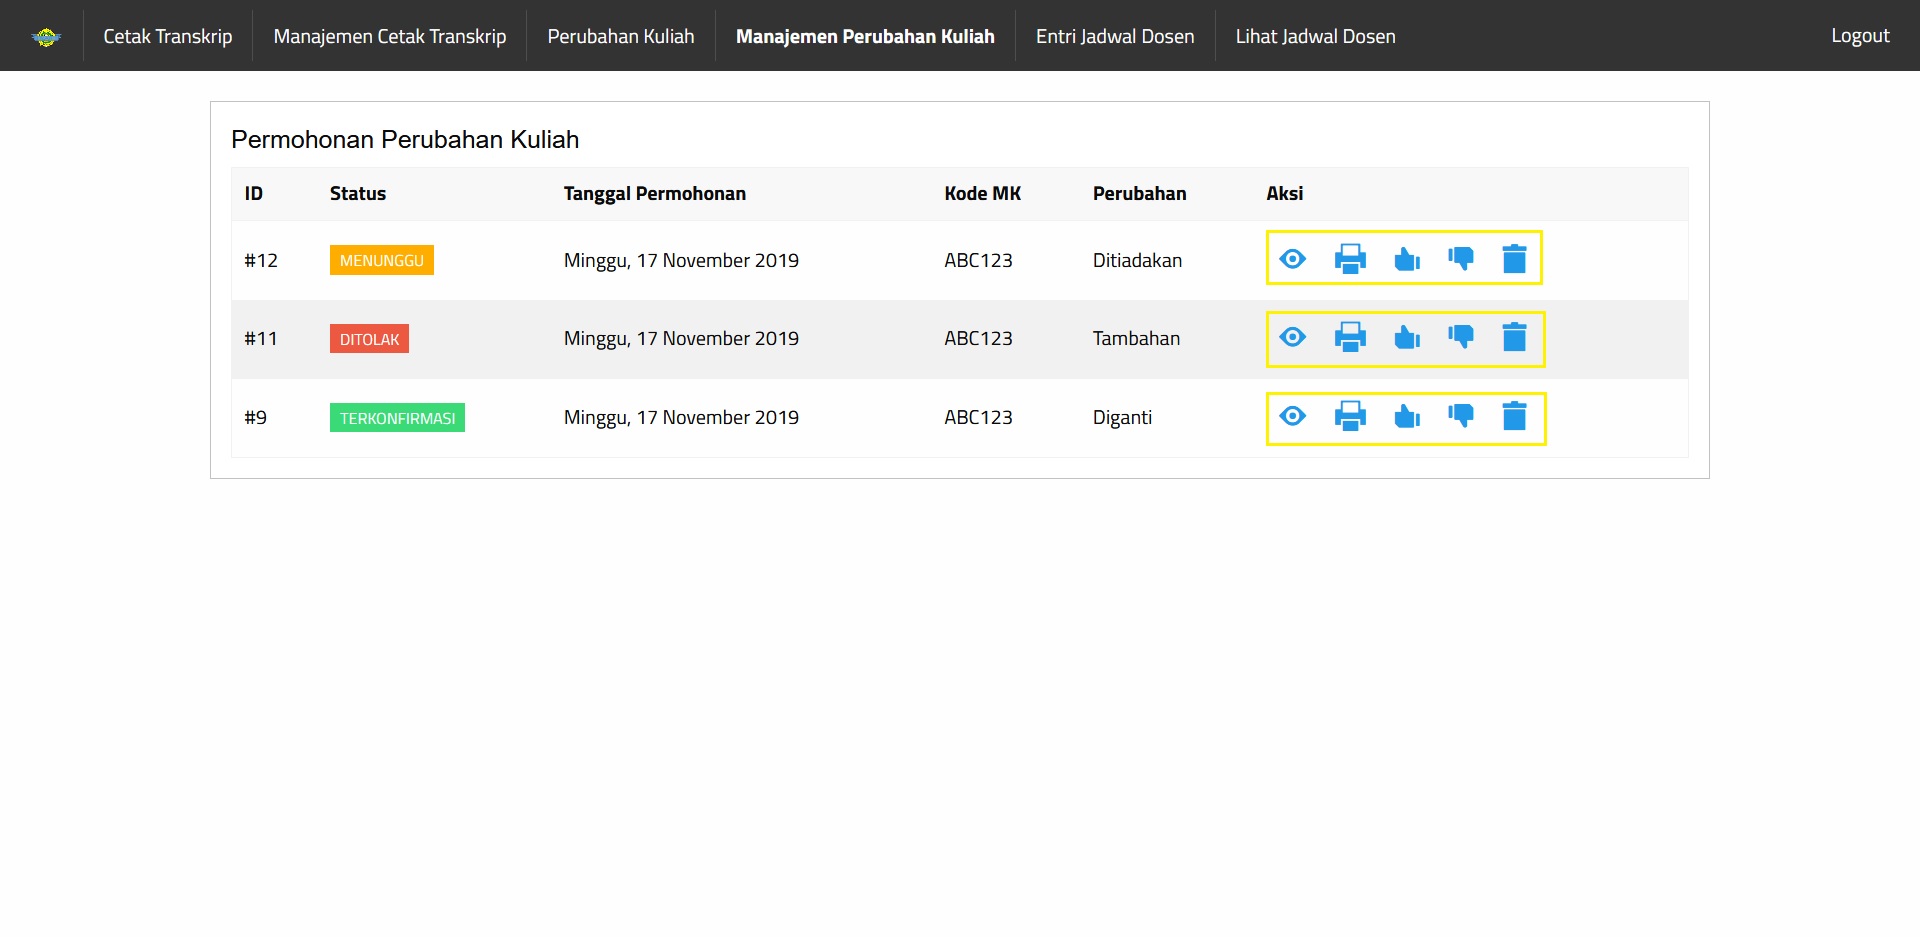 Cetak Transkrip Manajemen Cetak Transkrip Perubahan Kuliah Manajemen Perubahan Kuliah Entri Jadwal Dosen Lihat Jadwal Dosen Logout
Permohonan Perubahan Kuliah
ID Status Tanggal Permohonan Kode MK Perubahan Aksi
#12 MENUNGGU Minggu, 17 November 2019 ABC123 Ditiadakan
#11 DITOLAK Minggu, 17 November 2019 ABC123 Tambahan
#9 TERKONFIRMASI Minggu, 17 November 2019 ABC123 Diganti